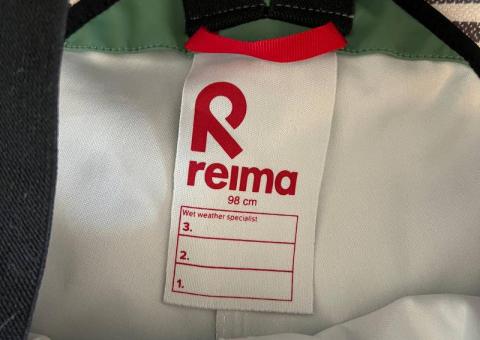 reima
98 cm
Wet weather specialist
3.
2.
1.